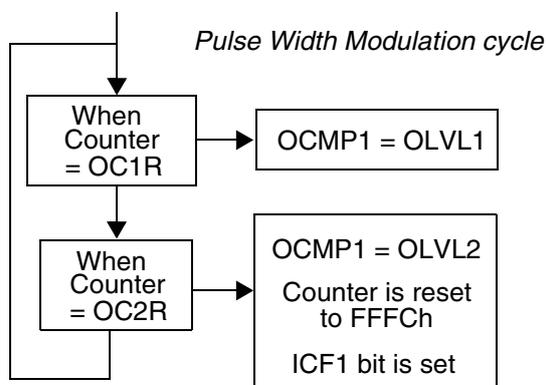 Pulse Width Modulation cycle
When
Counter
= OC1R
OCMP1 = OLVL1
When
Counter
= OC2R
OCMP1 = OLVL2
Counter is reset
to FFFCh
ICF1 bit is set